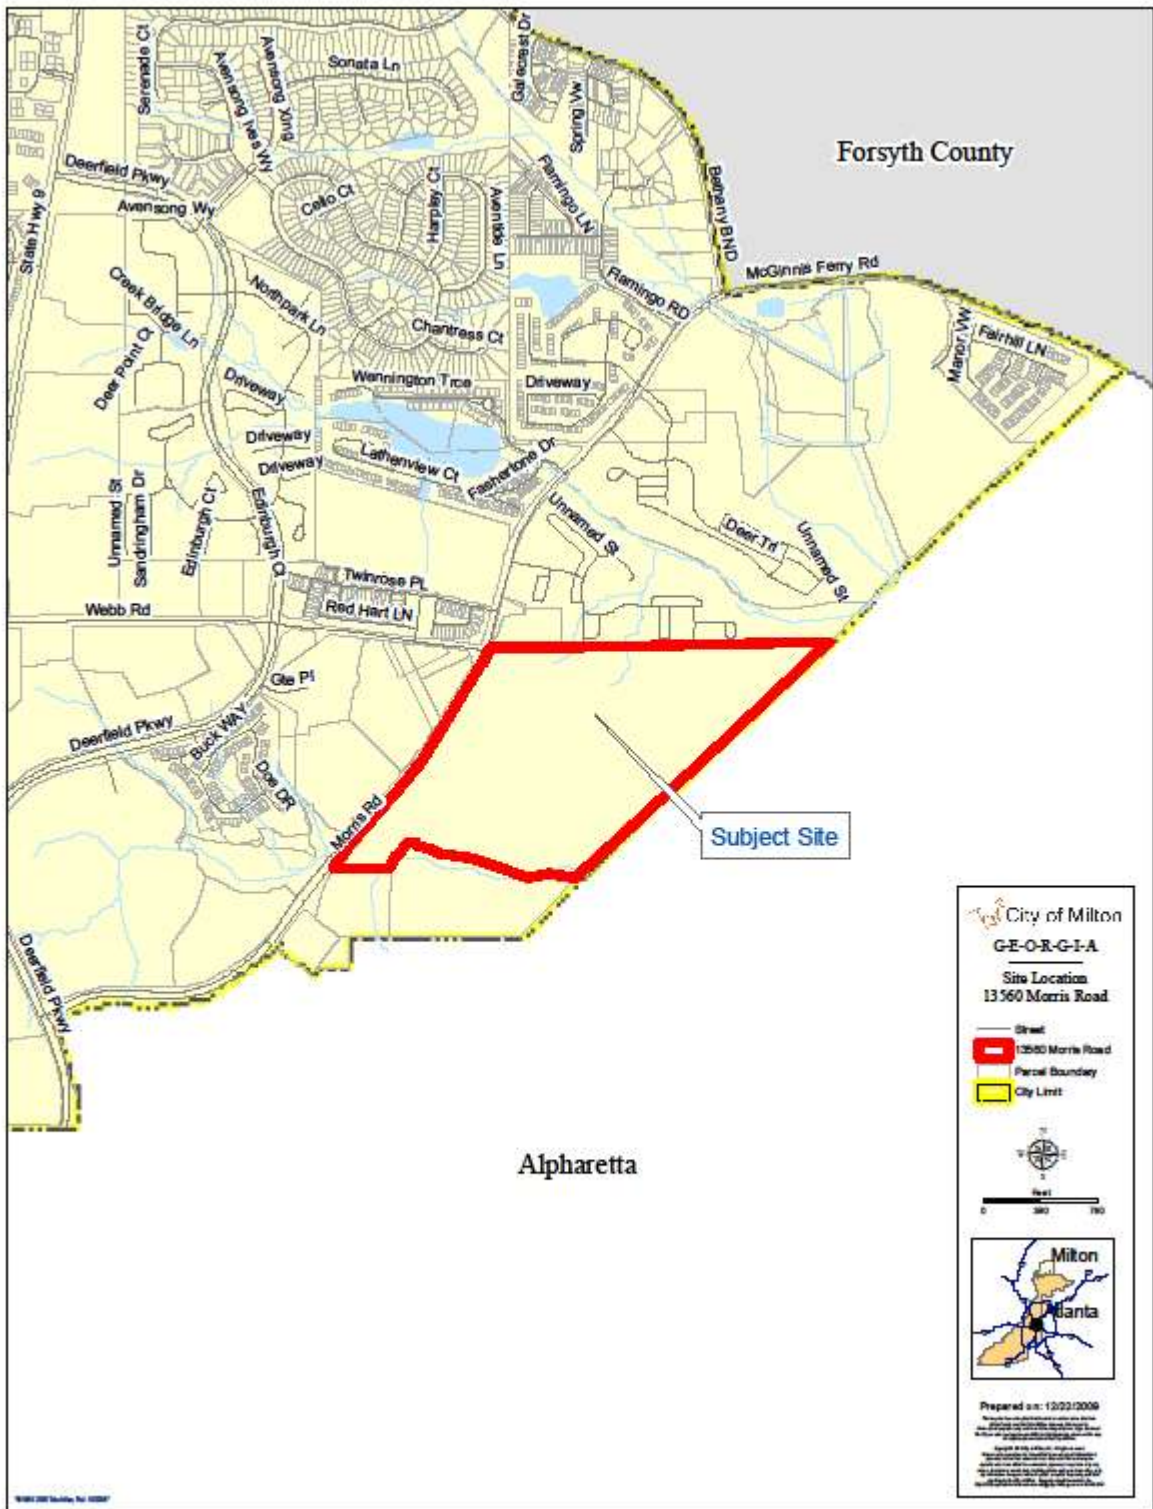 Serenade Ct
Avensong Ives Wy
Avensong Xing
Sonata Ln
Galecrest Dr
Spring Vw
Forsyth County
Deerfield Pkwy
Avensong Wy
Cello Ct
Harpley Ct
Aventide Ln
Flamingo LN
Bethany BND
State Hwy 9
McGinnis Ferry Rd
Flamingo RD
Creek Bridge Ln
Northpark Ln
Chantress Ct
Manor VW
Fairhill LN
Deer Point Ct
Driveway
Wennington Trce
Driveway
Driveway
Driveway
Lathenview Ct
Fashertone Dr
Unnamed St
Sandringham Dr
Edinburgh Ct
Edinburgh Ct
Unnamed St
Deer Trl
Unnamed St
Twinrose PL
Red Hart LN
Webb Rd
Gte Pl
Deerfield Pkwy
Buck WAY
Doe DR
Morris Rd
Subject Site
Deerfield Pkwy
Alpharetta
City of Milton
G-E-O-R-G-I-A
Site Location
13560 Morris Road
Street
13560 Morris Road
Parcel Boundary
City Limit
N
W E
S
Feet
0 380 760
Milton
Atlanta
Prepared on: 12/22/2009